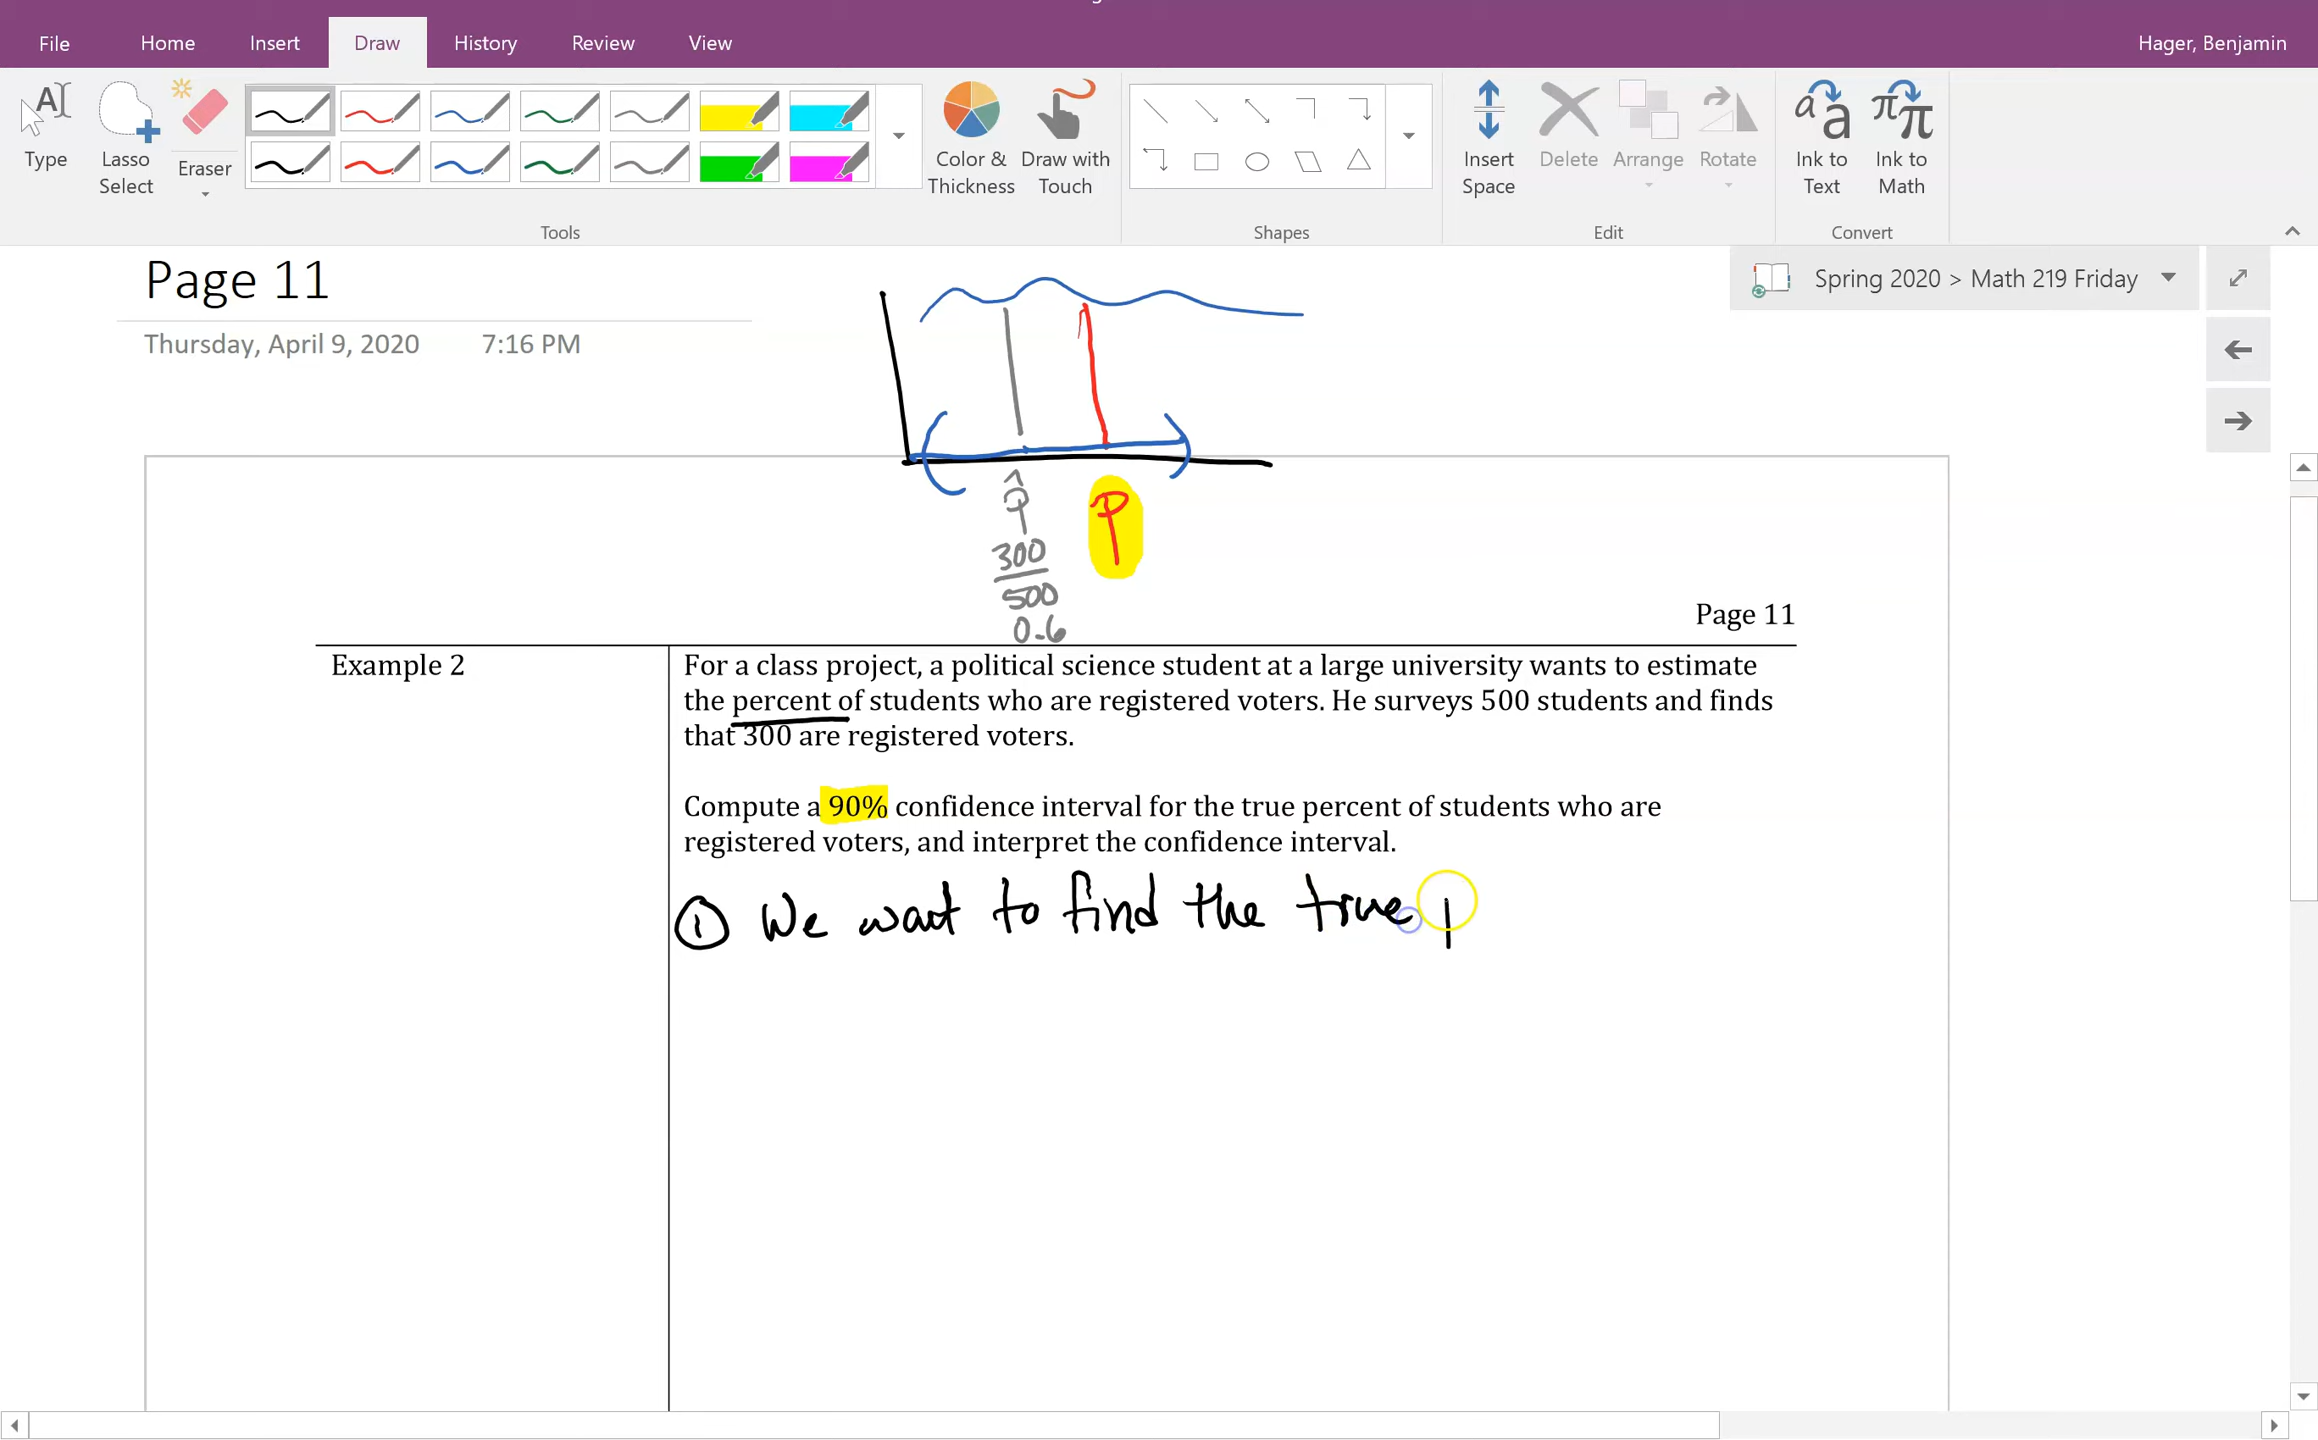 File Home Insert Draw History Review View Hager, Benjamin
Type
Lasso Select
Eraser
Color & Thickness
Draw with Touch
Insert Space
Delete
Arrange
Rotate
Ink to Text
Ink to Math
Tools Shapes Edit Convert
Page 11
Spring 2020 > Math 219 Friday
Thursday, April 9, 2020 7:16 PM
p̂ p
300
500
0.6
Page 11
Example 2
For a class project, a political science student at a large university wants to estimate
the percent of students who are registered voters. He surveys 500 students and finds
that 300 are registered voters.
Compute a 90% confidence interval for the true percent of students who are
registered voters, and interpret the confidence interval.
① We want to find the true